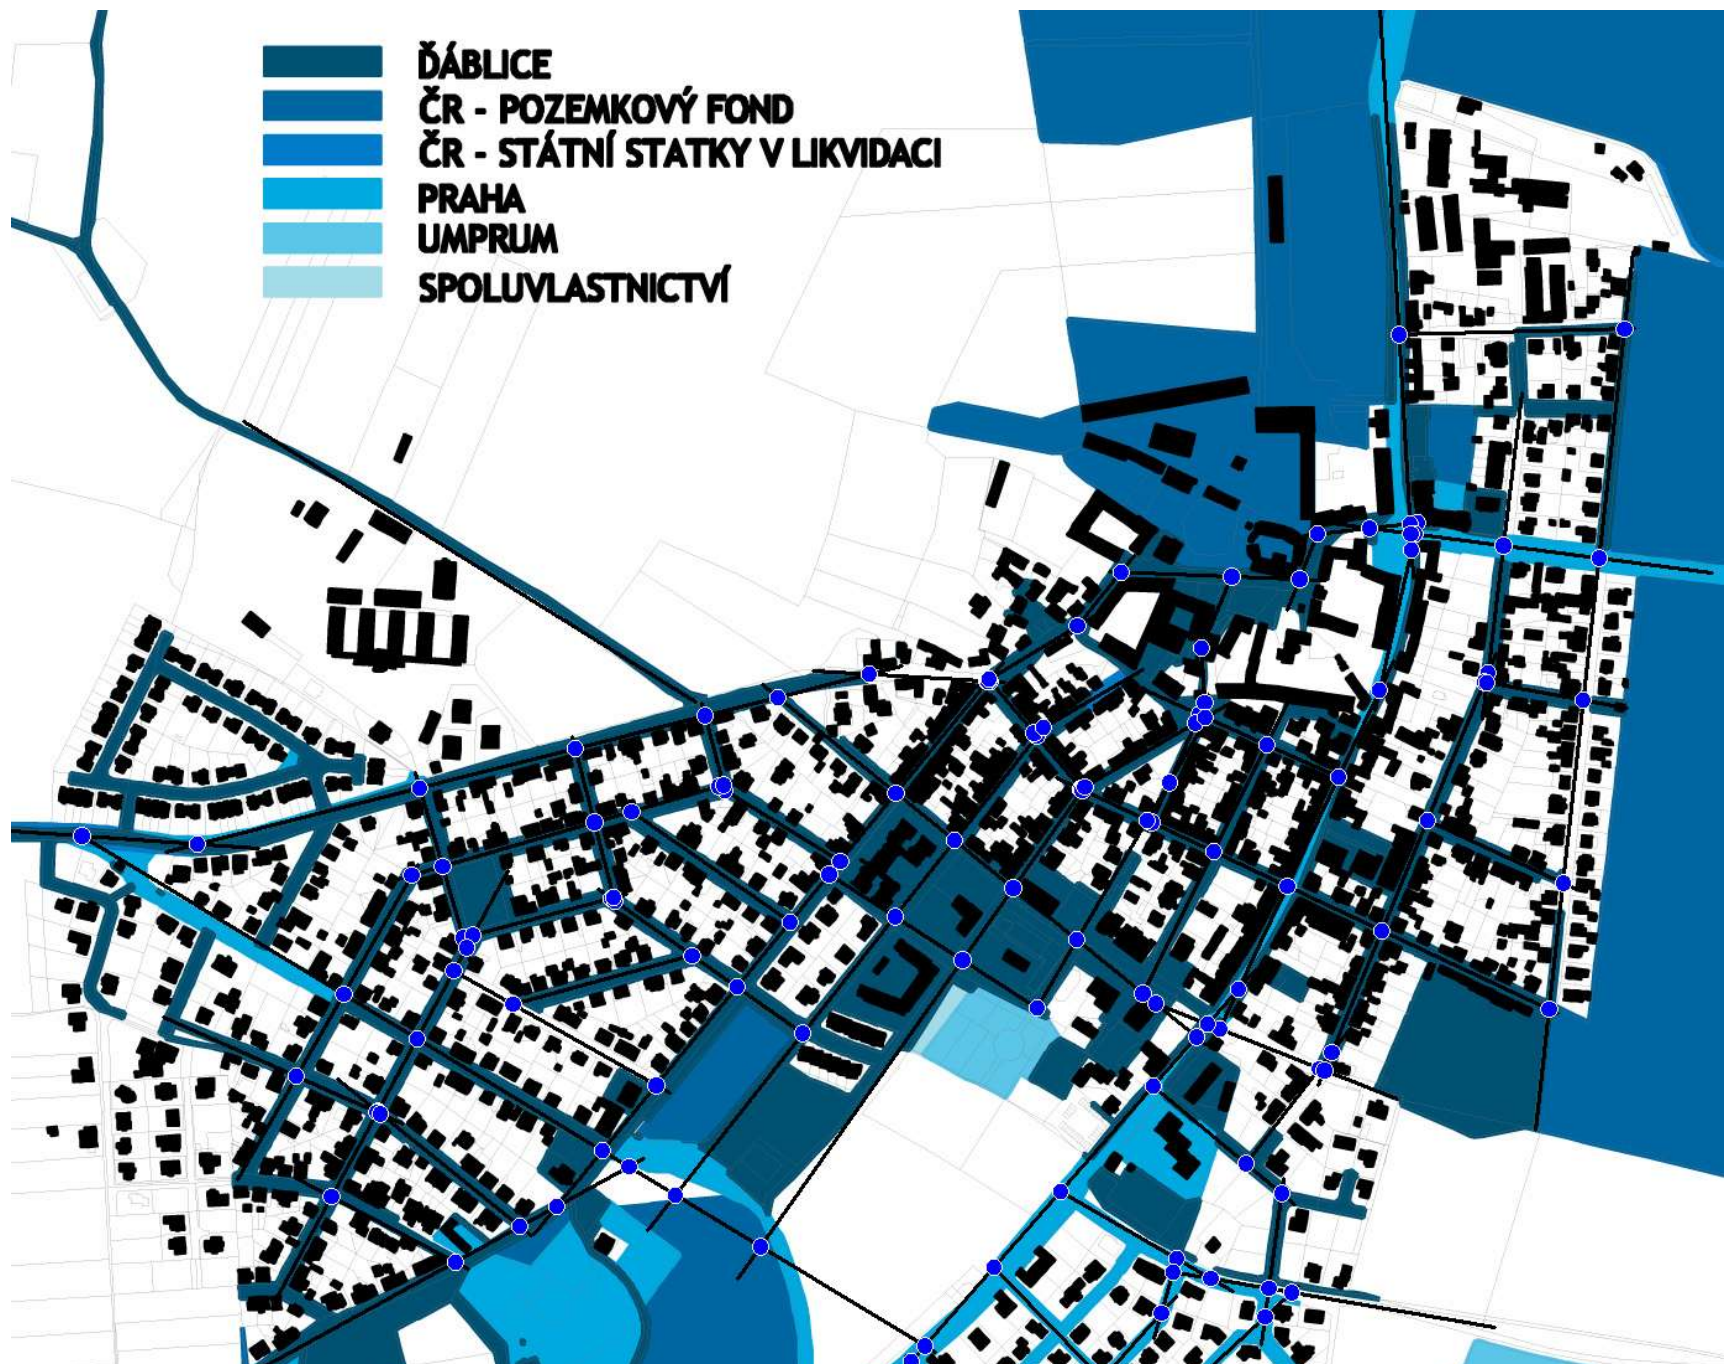 ĎÁBLICE
ČR - POZEMKOVÝ FOND
ČR - STÁTNÍ STATKY V LIKVIDACI
PRAHA
UMPRUM
SPOLUVLASTNICTVÍ